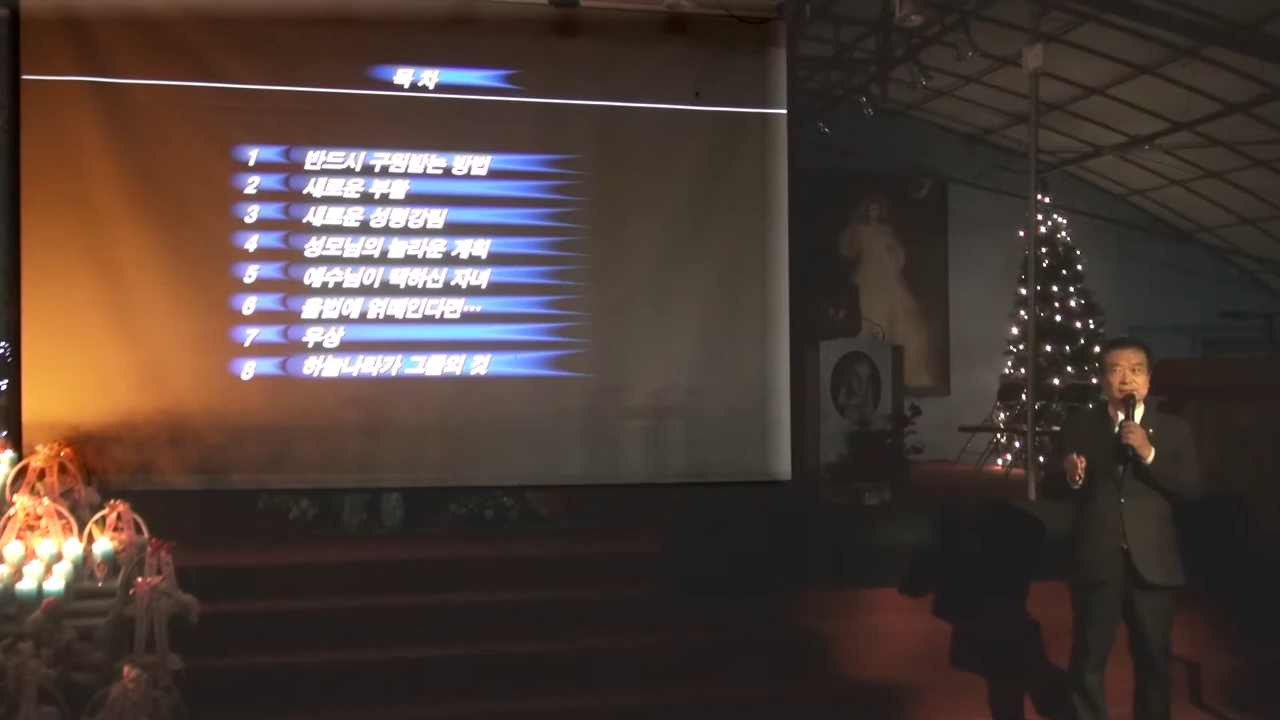 목 차
1 반드시 구원받는 방법
2 새로운 부활
3 새로운 성령강림
4 성모님의 놀라운 계획
5 예수님이 택하신 자녀
6 율법에 얽매인다면…
7 우상
8 하늘나라가 그들의 것